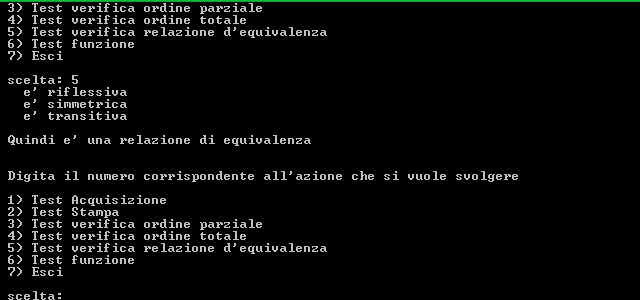 3) Test verifica ordine parziale
4) Test verifica ordine totale
5) Test verifica relazione d'equivalenza
6) Test funzione
7) Esci
scelta: 5
e' riflessiva
e' simmetrica
e' transitiva
Quindi e' una relazione di equivalenza
Digita il numero corrispondente all'azione che si vuole svolgere
1) Test Acquisizione
2) Test Stampa
3) Test verifica ordine parziale
4) Test verifica ordine totale
5) Test verifica relazione d'equivalenza
6) Test funzione
7) Esci
scelta: